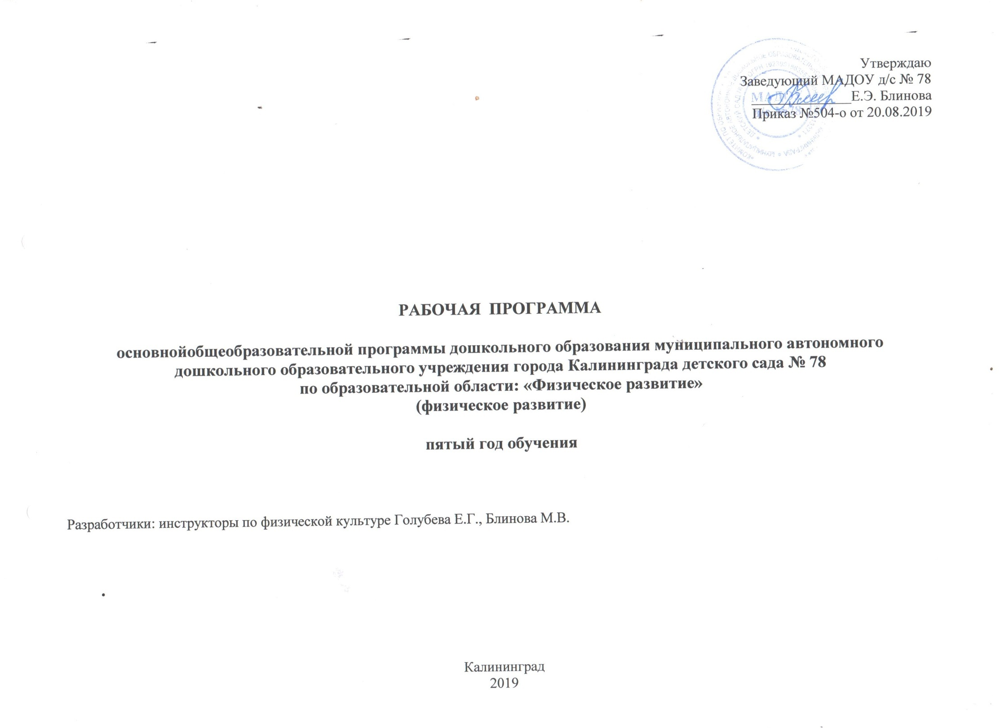 Утверждаю
Заведующий МАДОУ д/с № 78
_______________Е.Э. Блинова
Приказ №504-о от 20.08.2019
МАДОУ
РАБОЧАЯ ПРОГРАММА
основнойобщеобразовательной программы дошкольного образования муниципального автономного
дошкольного образовательного учреждения города Калининграда детского сада № 78
по образовательной области: «Физическое развитие»
(физическое развитие)
пятый год обучения
Разработчики: инструкторы по физической культуре Голубева Е.Г., Блинова М.В.
Калининград
2019